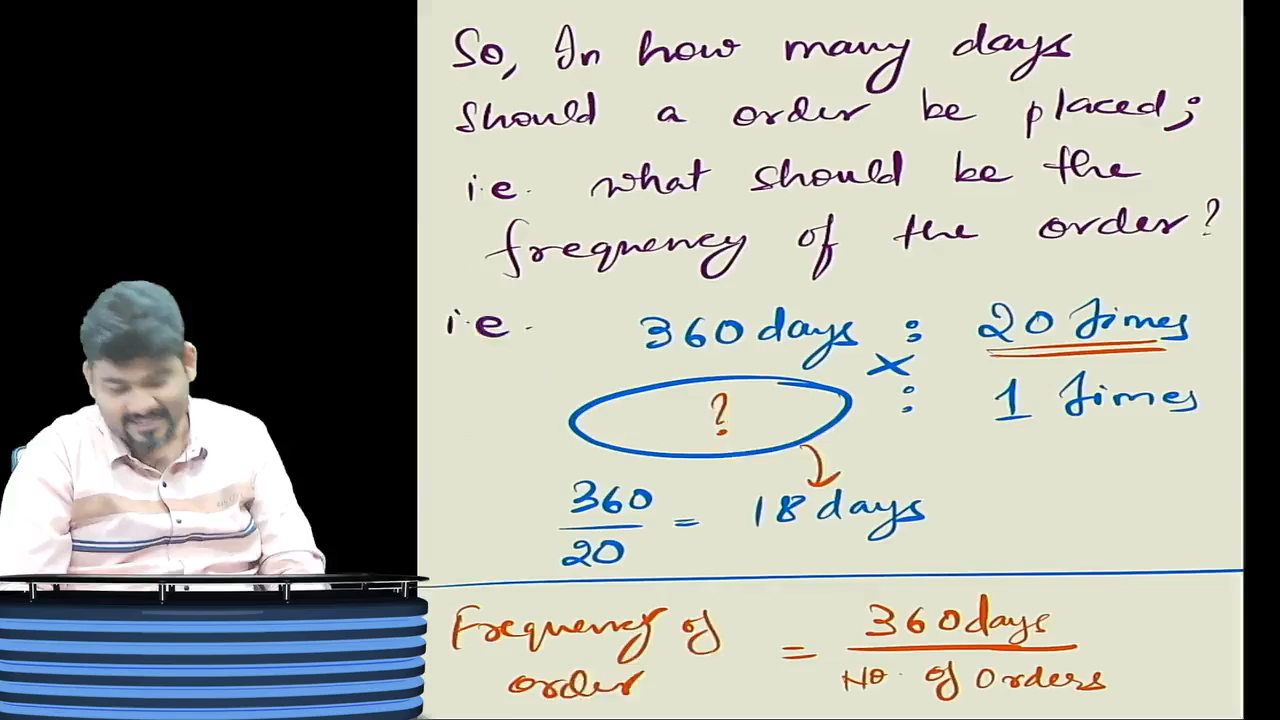 So, In how many days
should a order be placed;
i.e. what should be the
frequency of the order?
i.e. 360 days : 20 times
×
? : 1 times
360/20 = 18 days
Frequency of order = 360 days / No. of Orders